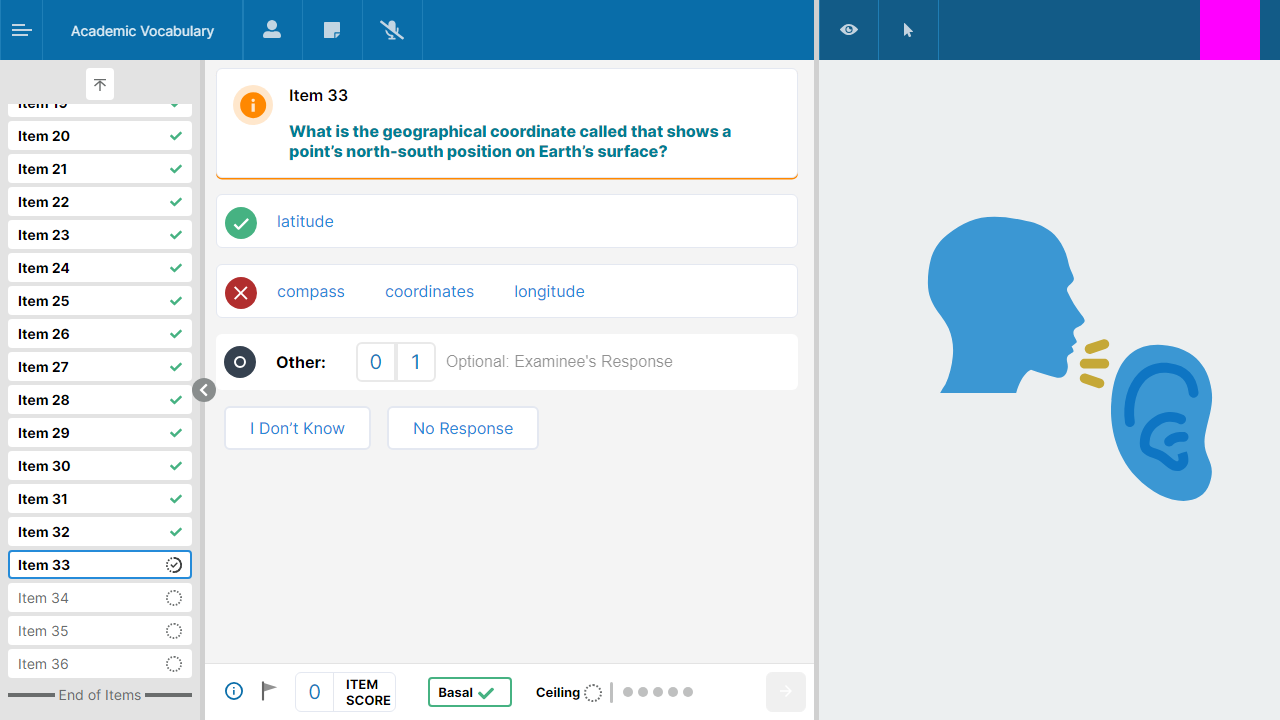 Academic Vocabulary
Item 20
Item 21
Item 22
Item 23
Item 24
Item 25
Item 26
Item 27
Item 28
Item 29
Item 30
Item 31
Item 32
Item 33
Item 34
Item 35
Item 36
End of Items
Item 33
What is the geographical coordinate called that shows a
point’s north-south position on Earth’s surface?
latitude
compass coordinates longitude
Other: 0 1 Optional: Examinee's Response
I Don’t Know No Response
0 ITEM
SCORE
Basal
Ceiling